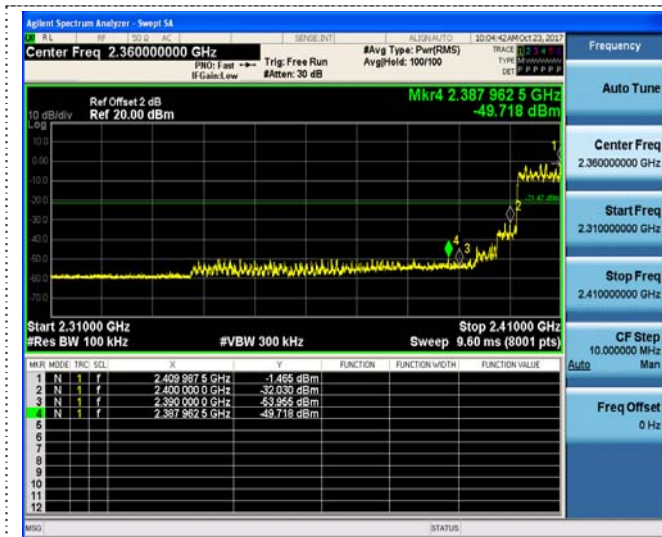 Agilent Spectrum Analyzer - Swept SA
RL RF 50 Ω AC SENSE:INT ALIGN AUTO 10:04:42 AM Oct 23, 2017
Center Freq 2.360000000 GHz
PNO: Fast
IFGain:Low
Trig: Free Run
#Atten: 30 dB
#Avg Type: Pwr(RMS)
Avg|Hold: 100/100
TRACE 1 2 3 4 5 6
TYPE M
DET P P P P P P
Ref Offset 2 dB
10 dB/div Ref 20.00 dBm
Mkr4 2.387 962 5 GHz
-49.718 dBm
Log
10.0
0.00
-10.0
-20.0
-30.0
-40.0
-50.0
-60.0
-70.0
1
2
3
4
Start 2.31000 GHz Stop 2.41000 GHz
#Res BW 100 kHz #VBW 300 kHz Sweep 9.60 ms (8001 pts)
MKR MODE TRC SCL X Y FUNCTION FUNCTION WIDTH FUNCTION VALUE
1 N 1 f 2.409 987 5 GHz -1.465 dBm
2 N 1 f 2.400 000 0 GHz -32.030 dBm
3 N 1 f 2.390 000 0 GHz -53.955 dBm
4 N 1 f 2.387 962 5 GHz -49.718 dBm
5
6
7
8
9
10
11
12
MSG STATUS
Frequency
Auto Tune
Center Freq
2.360000000 GHz
Start Freq
2.310000000 GHz
Stop Freq
2.410000000 GHz
CF Step
10.000000 MHz
Auto Man
Freq Offset
0 Hz